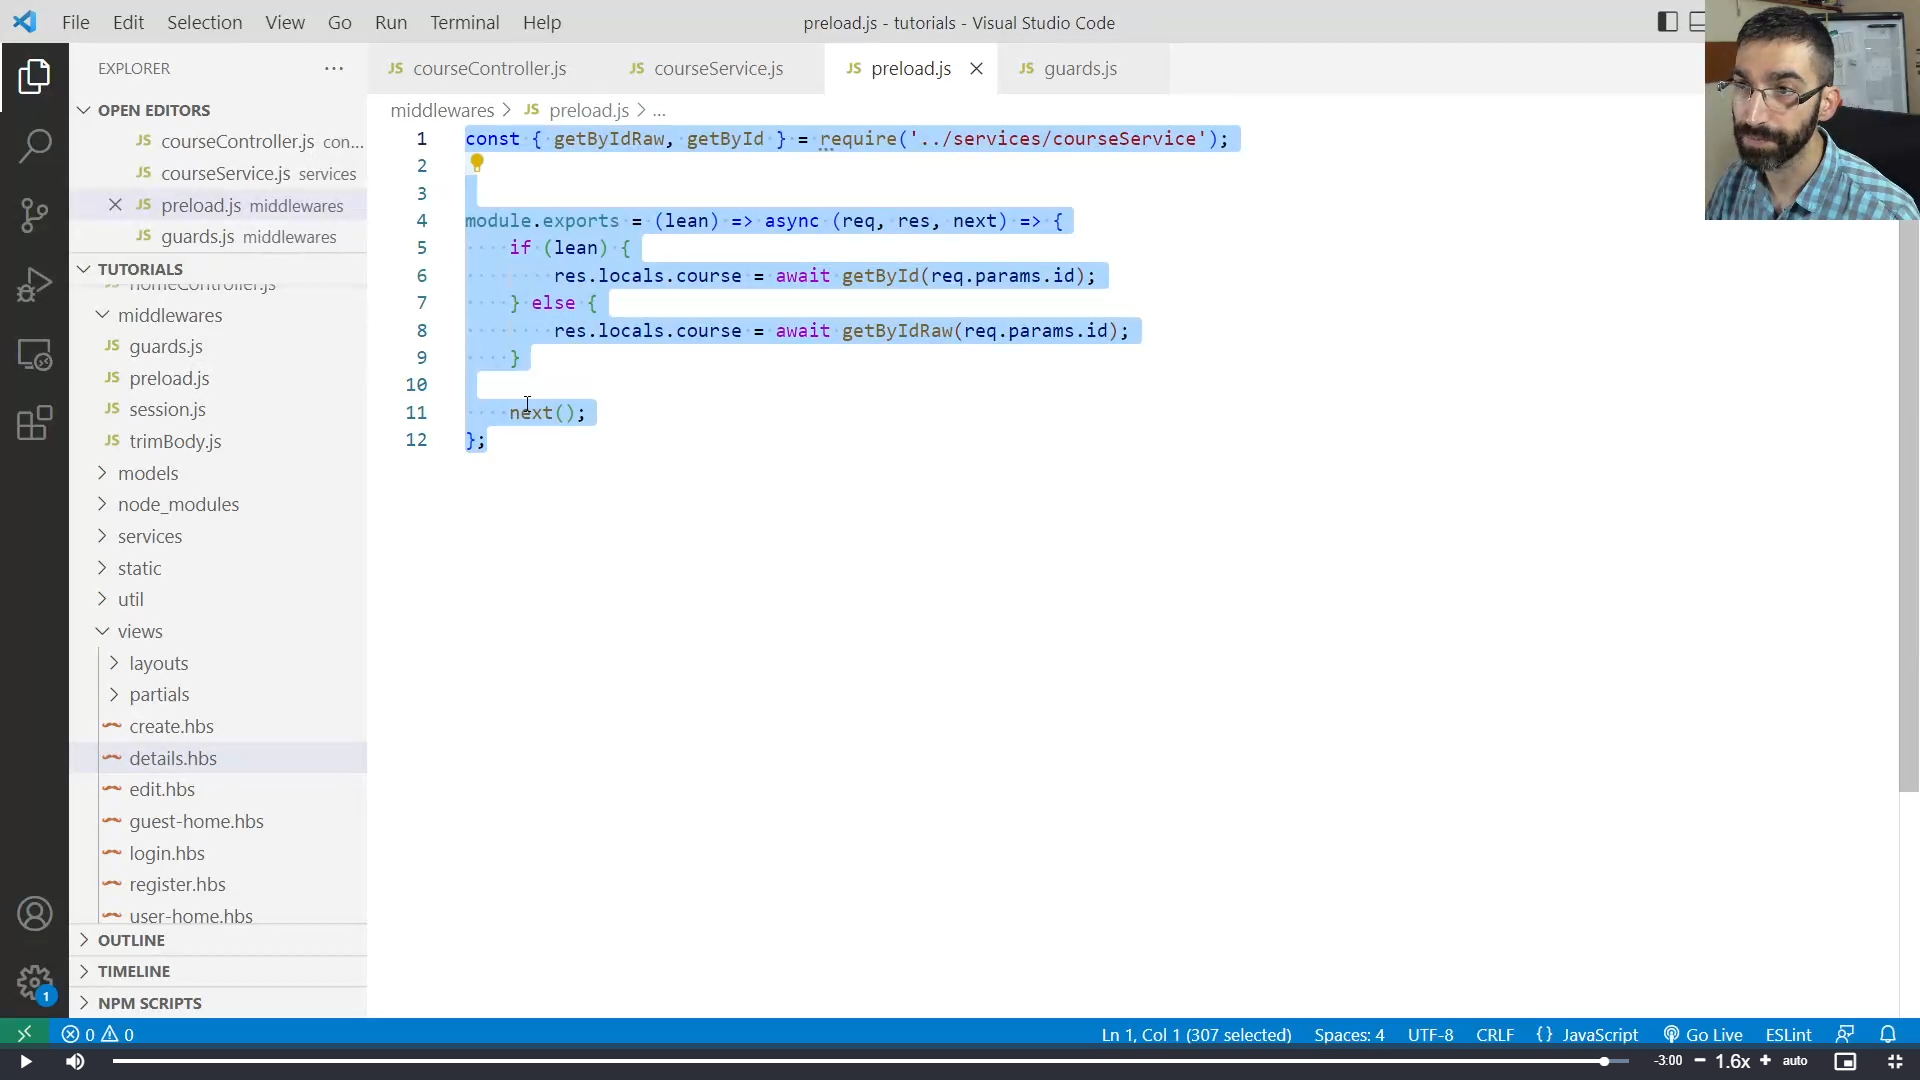 File Edit Selection View Go Run Terminal Help
preload.js - tutorials - Visual Studio Code
EXPLORER
OPEN EDITORS
JS courseController.js con...
JS courseService.js services
JS preload.js middlewares
JS guards.js middlewares
TUTORIALS
JS homeController.js
middlewares
JS guards.js
JS preload.js
JS session.js
JS trimBody.js
models
node_modules
services
static
util
views
layouts
partials
create.hbs
details.hbs
edit.hbs
guest-home.hbs
login.hbs
register.hbs
user-home.hbs
OUTLINE
TIMELINE
NPM SCRIPTS
JS courseController.js JS courseService.js JS preload.js JS guards.js
middlewares > JS preload.js > ...
1 const { getByIdRaw, getById } = require('../services/courseService');
2
3
4 module.exports = (lean) => async (req, res, next) => {
5 if (lean) {
6 res.locals.course = await getById(req.params.id);
7 } else {
8 res.locals.course = await getByIdRaw(req.params.id);
9 }
10
11 next();
12 };
1
0 0 Ln 1, Col 1 (307 selected) Spaces: 4 UTF-8 CRLF {} JavaScript Go Live ESLint
-3:00 − 1.6x + auto